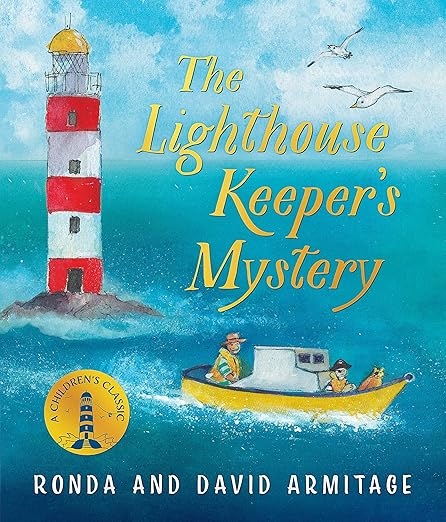 The
Lighthouse
Keeper's
Mystery
A CHILDREN'S CLASSIC
RONDA AND DAVID ARMITAGE